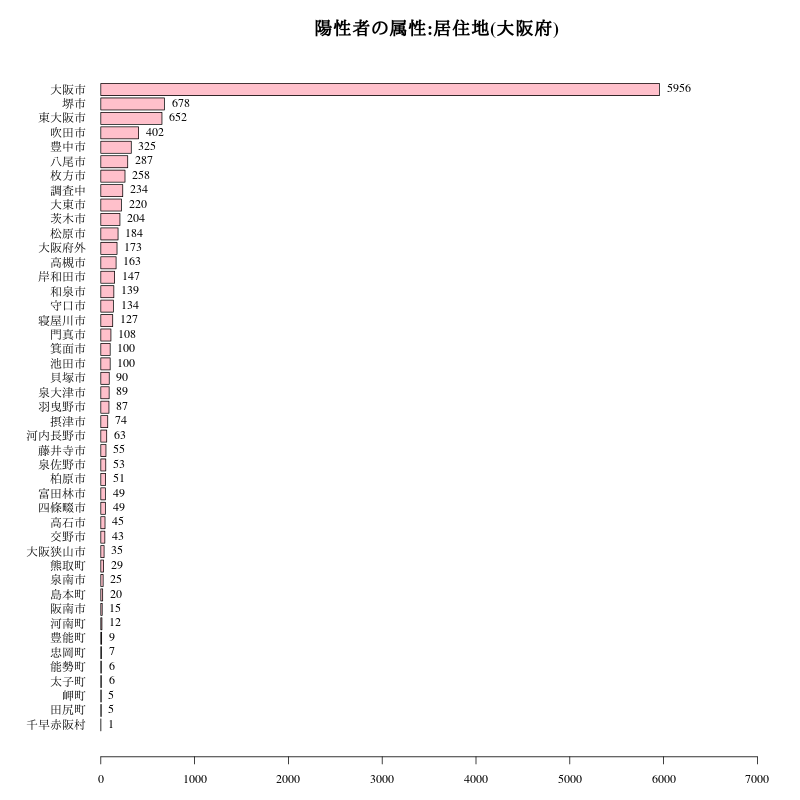 陽性者の属性:居住地(大阪府)
大阪市 5956
堺市 678
東大阪市 652
吹田市 402
豊中市 325
八尾市 287
枚方市 258
調査中 234
大東市 220
茨木市 204
松原市 184
大阪府外 173
高槻市 163
岸和田市 147
和泉市 139
守口市 134
寝屋川市 127
門真市 108
箕面市 100
池田市 100
貝塚市 90
泉大津市 89
羽曳野市 87
摂津市 74
河内長野市 63
藤井寺市 55
泉佐野市 53
柏原市 51
富田林市 49
四條畷市 49
高石市 45
交野市 43
大阪狭山市 35
熊取町 29
泉南市 25
島本町 20
阪南市 15
河南町 12
豊能町 9
忠岡町 7
能勢町 6
太子町 6
岬町 5
田尻町 5
千早赤阪村 1
0 1000 2000 3000 4000 5000 6000 7000